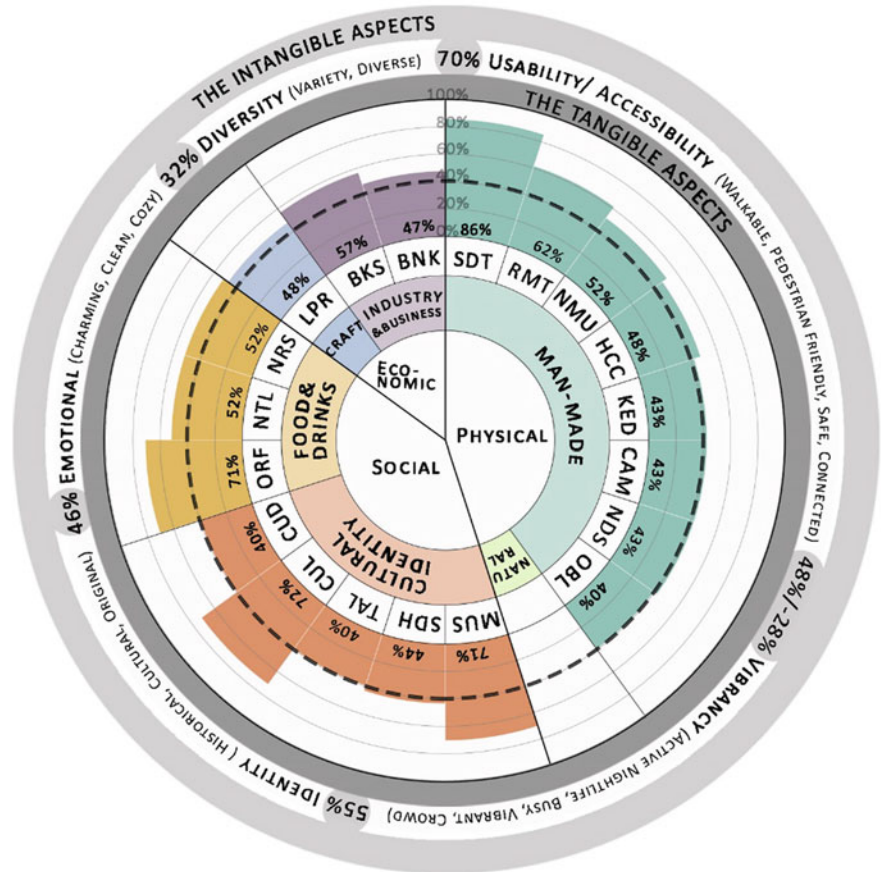 THE INTANGIBLE ASPECTS
70% USABILITY/ ACCESSIBILITY (WALKABLE, PEDESTRIAN FRIENDLY, SAFE, CONNECTED)
48%/-28% VIBRANCY (ACTIVE NIGHTLIFE, BUSY, VIBRANT, CROWD)
55% IDENTITY ( HISTORICAL, CULTURAL, ORIGINAL)
46% EMOTIONAL (CHARMING, CLEAN, COZY)
32% DIVERSITY (VARIETY, DIVERSE)
THE TANGIBLE ASPECTS
100%
80%
60%
40%
20%
0%
86%
62%
52%
48%
43%
43%
43%
40%
71%
44%
40%
72%
40%
71%
52%
52%
48%
57%
47%
SDT
RMT
NMU
HCC
KED
CAM
NDS
OBL
MUS
SDH
TAL
CUL
CUD
ORF
NTL
NRS
LPR
BKS
BNK
MAN-MADE
NATU
RAL
CULTURAL
IDENTITY
FOOD&
DRINKS
CRAFT
INDUSTRY
&BUSINESS
PHYSICAL
SOCIAL
ECO-
NOMIC